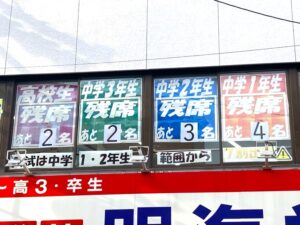 高校生
残席
あと2名
中学3年生
残席
あと2名
中学2年生
残席
あと3名
中学1年生
残席
あと4名
試は中学1・2年生
範囲から
～高3・卒生
明海